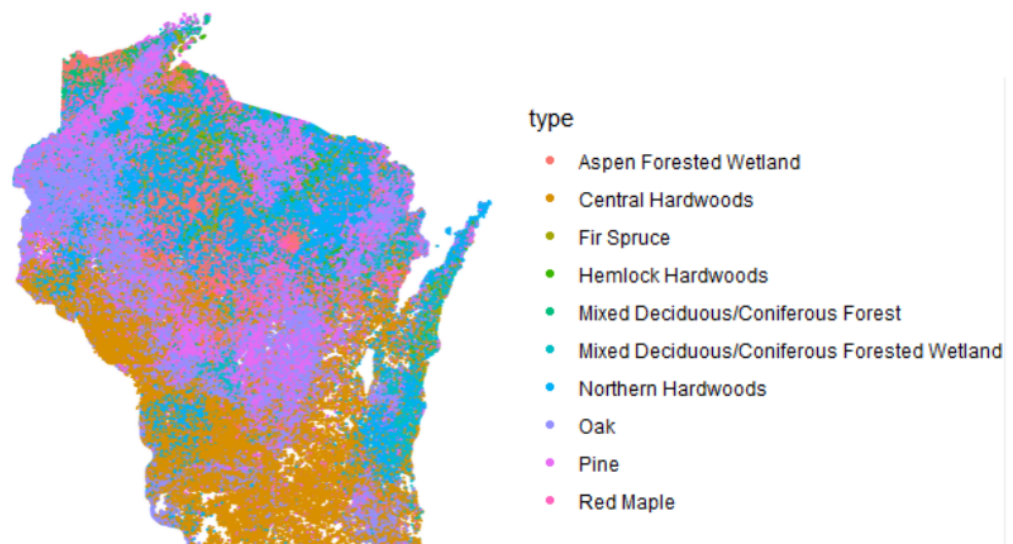 type
Aspen Forested Wetland
Central Hardwoods
Fir Spruce
Hemlock Hardwoods
Mixed Deciduous/Coniferous Forest
Mixed Deciduous/Coniferous Forested Wetland
Northern Hardwoods
Oak
Pine
Red Maple